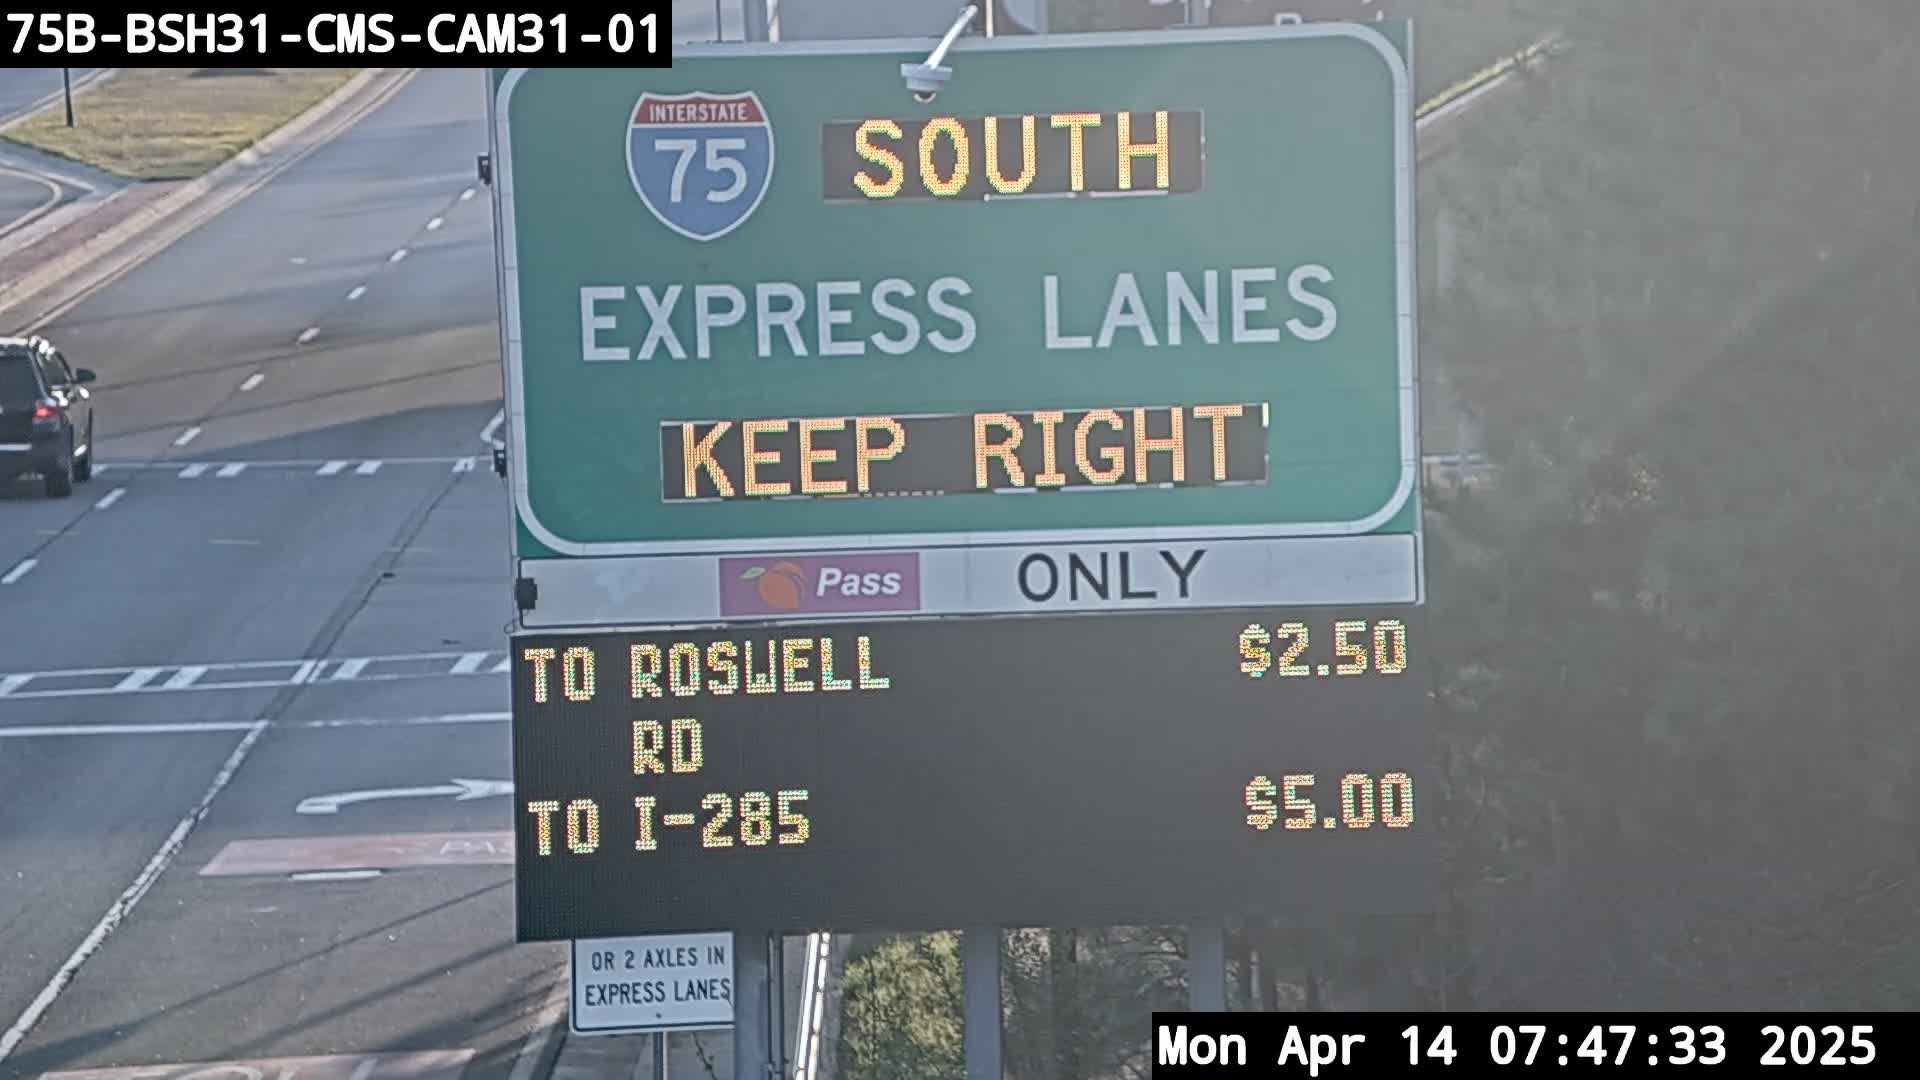 75B-BSH31-CMS-CAM31-01
INTERSTATE
75
SOUTH
EXPRESS LANES
KEEP RIGHT
Pass
ONLY
TO ROSWELL $2.50
RD
TO I-285 $5.00
OR 2 AXLES IN
EXPRESS LANES
Mon Apr 14 07:47:33 2025